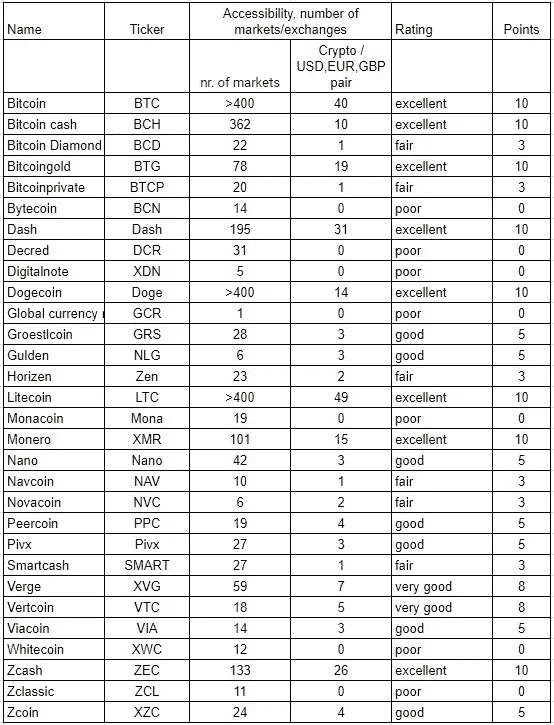 Name Ticker Accessibility, number of markets/exchanges Rating Points
nr. of markets Crypto / USD,EUR,GBP pair
Bitcoin BTC >400 40 excellent 10
Bitcoin cash BCH 362 10 excellent 10
Bitcoin Diamond BCD 22 1 fair 3
Bitcoingold BTG 78 19 excellent 10
Bitcoinprivate BTCP 20 1 fair 3
Bytecoin BCN 14 0 poor 0
Dash Dash 195 31 excellent 10
Decred DCR 31 0 poor 0
Digitalnote XDN 5 0 poor 0
Dogecoin Doge >400 14 excellent 10
Global currency GCR 1 0 poor 0
Groestlcoin GRS 28 3 good 5
Gulden NLG 6 3 good 5
Horizen Zen 23 2 fair 3
Litecoin LTC >400 49 excellent 10
Monacoin Mona 19 0 poor 0
Monero XMR 101 15 excellent 10
Nano Nano 42 3 good 5
Navcoin NAV 10 1 fair 3
Novacoin NVC 6 2 fair 3
Peercoin PPC 19 4 good 5
Pivx Pivx 27 3 good 5
Smartcash SMART 27 1 fair 3
Verge XVG 59 7 very good 8
Vertcoin VTC 18 5 very good 8
Viacoin VIA 14 3 good 5
Whitecoin XWC 12 0 poor 0
Zcash ZEC 133 26 excellent 10
Zclassic ZCL 11 0 poor 0
Zcoin XZC 24 4 good 5